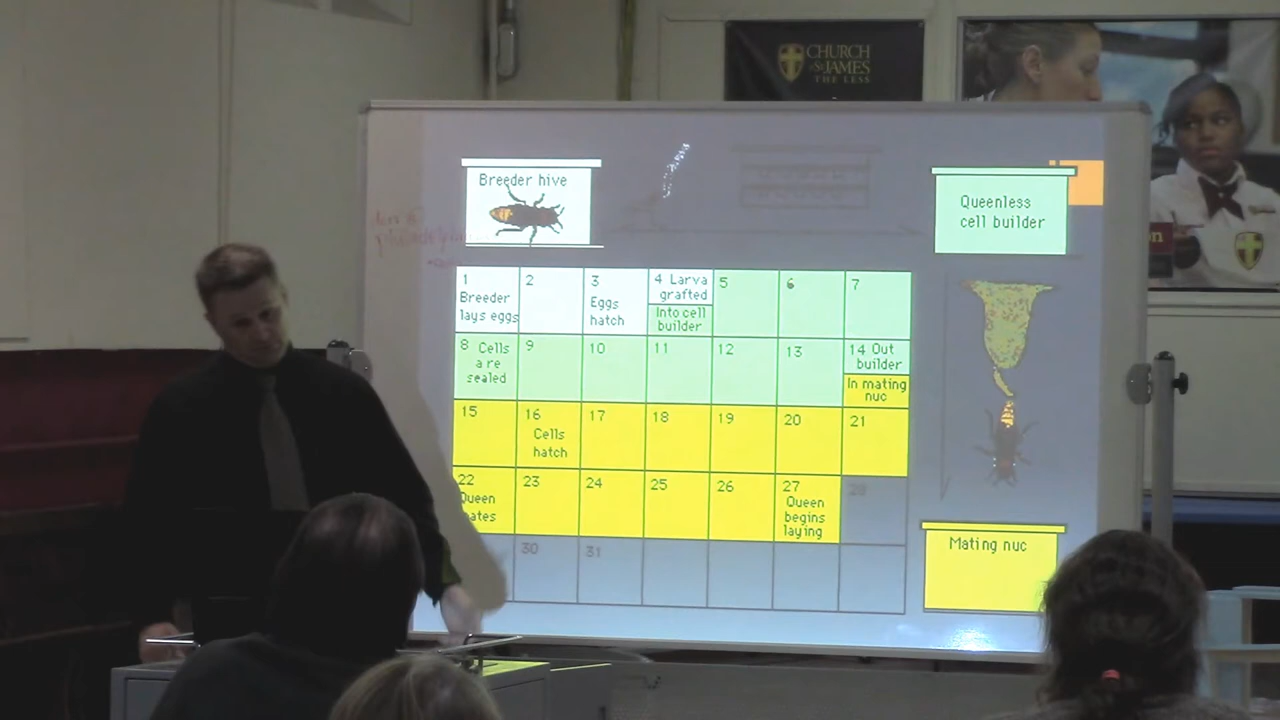 CHURCH
of ST JAMES
THE LESS
Breeder hive
Queenless
cell builder
1
Breeder
lays eggs
2
3
Eggs
hatch
4 Larva
grafted
Into cell
builder
5
6
7
8 Cells
are
sealed
9
10
11
12
13
14 Out
builder
In mating
nuc
15
16
Cells
hatch
17
18
19
20
21
22
Queen
mates
23
24
25
26
27
Queen
begins
laying
28
30
31
Mating nuc